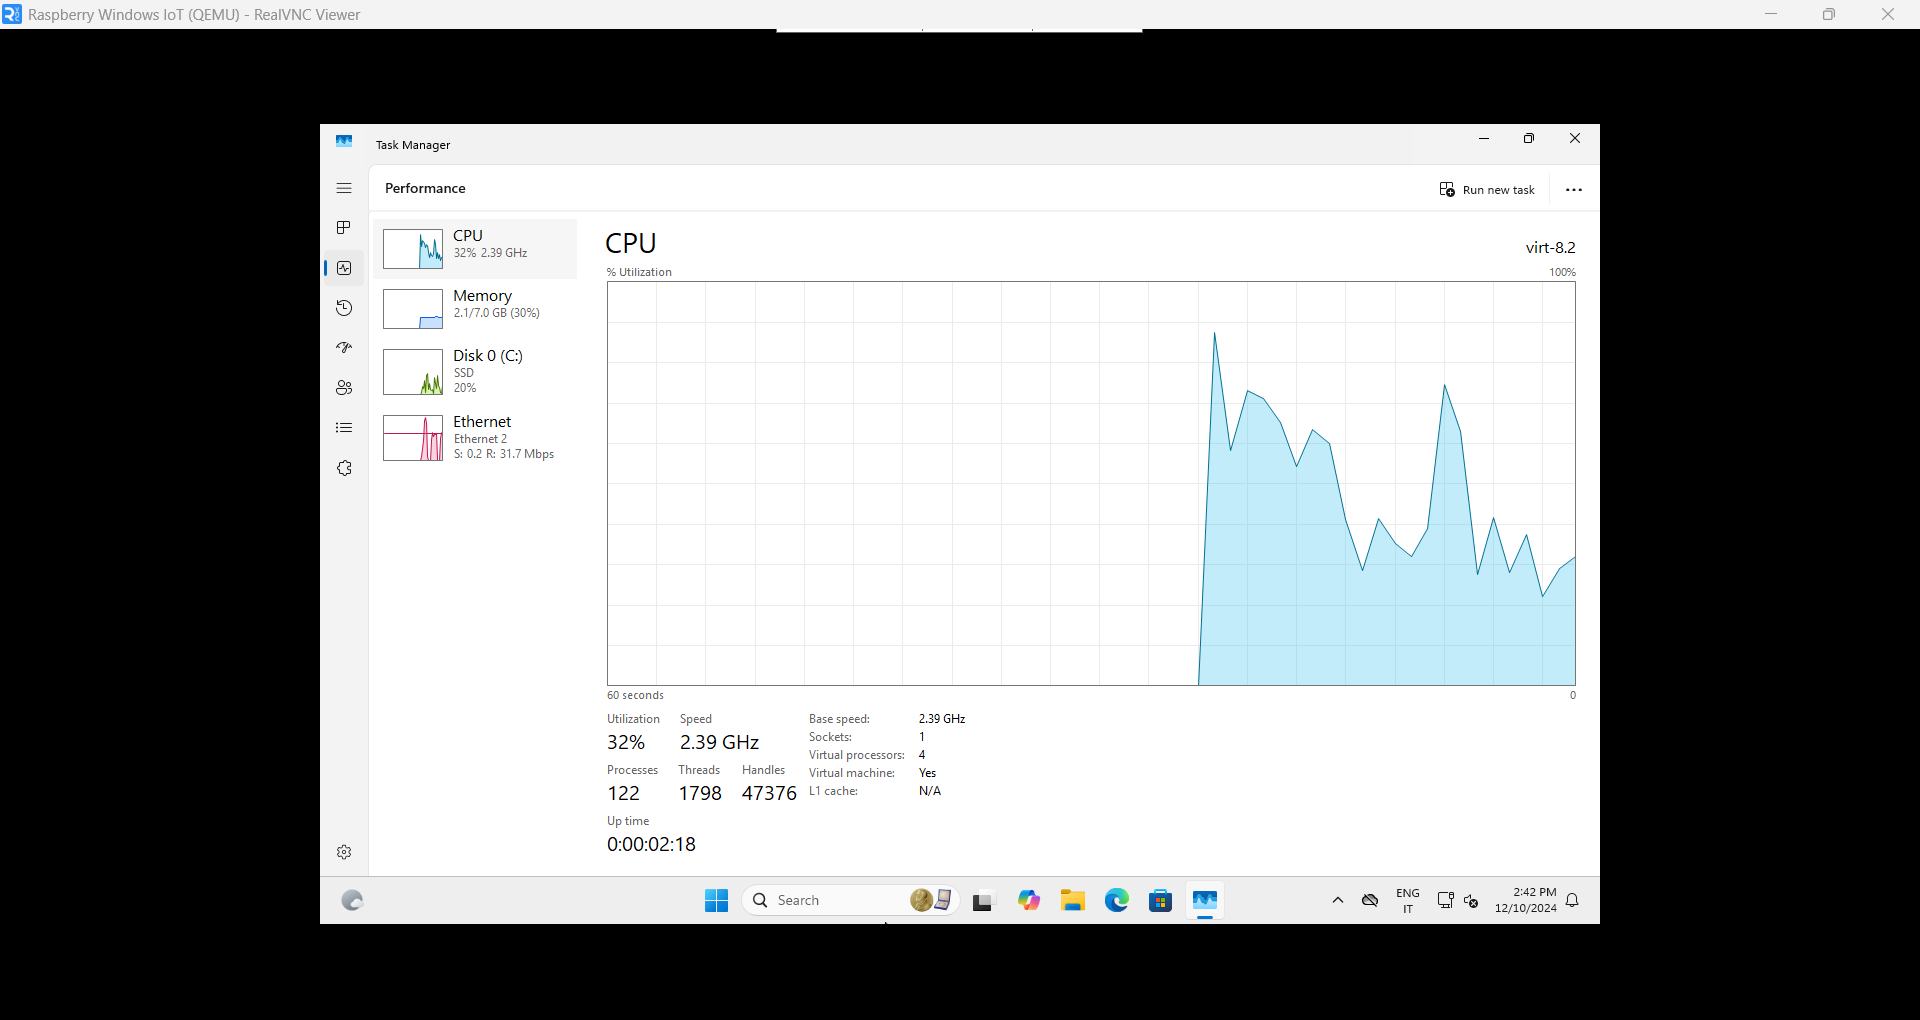 Raspberry Windows IoT (QEMU) - RealVNC Viewer
Task Manager
Performance
Run new task
CPU
32% 2.39 GHz
Memory
2.1/7.0 GB (30%)
Disk 0 (C:)
SSD
20%
Ethernet
Ethernet 2
S: 0.2 R: 31.7 Mbps
CPU
virt-8.2
% Utilization
100%
60 seconds
0
Utilization
32%
Speed
2.39 GHz
Processes
122
Threads
1798
Handles
47376
Up time
0:00:02:18
Base speed: 2.39 GHz
Sockets: 1
Virtual processors: 4
Virtual machine: Yes
L1 cache: N/A
Search
ENG
IT
2:42 PM
12/10/2024